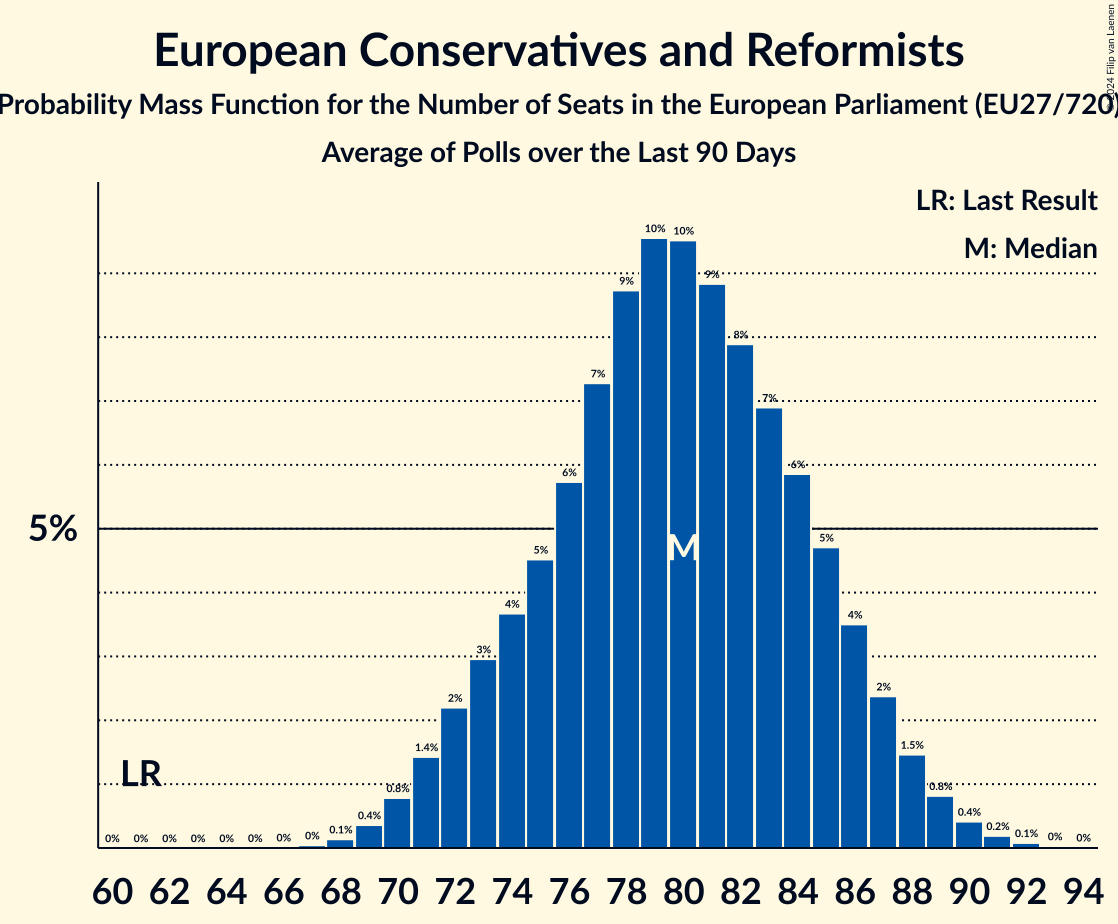 European Conservatives and Reformists
Probability Mass Function for the Number of Seats in the European Parliament (EU27/720)
Average of Polls over the Last 90 Days
© 2024 Filip van Laenen
LR: Last Result
M: Median
10% 10%
9% 9%
8%
7% 7%
6% 6%
5%
M
5% 5%
4% 4%
3%
2% 2%
1.4% 1.5%
LR
0.8% 0.8%
0% 0% 0% 0% 0% 0% 0% 0% 0.1% 0.4% 0.4% 0.2% 0.1% 0% 0%
60 62 64 66 68 70 72 74 76 78 80 82 84 86 88 90 92 94